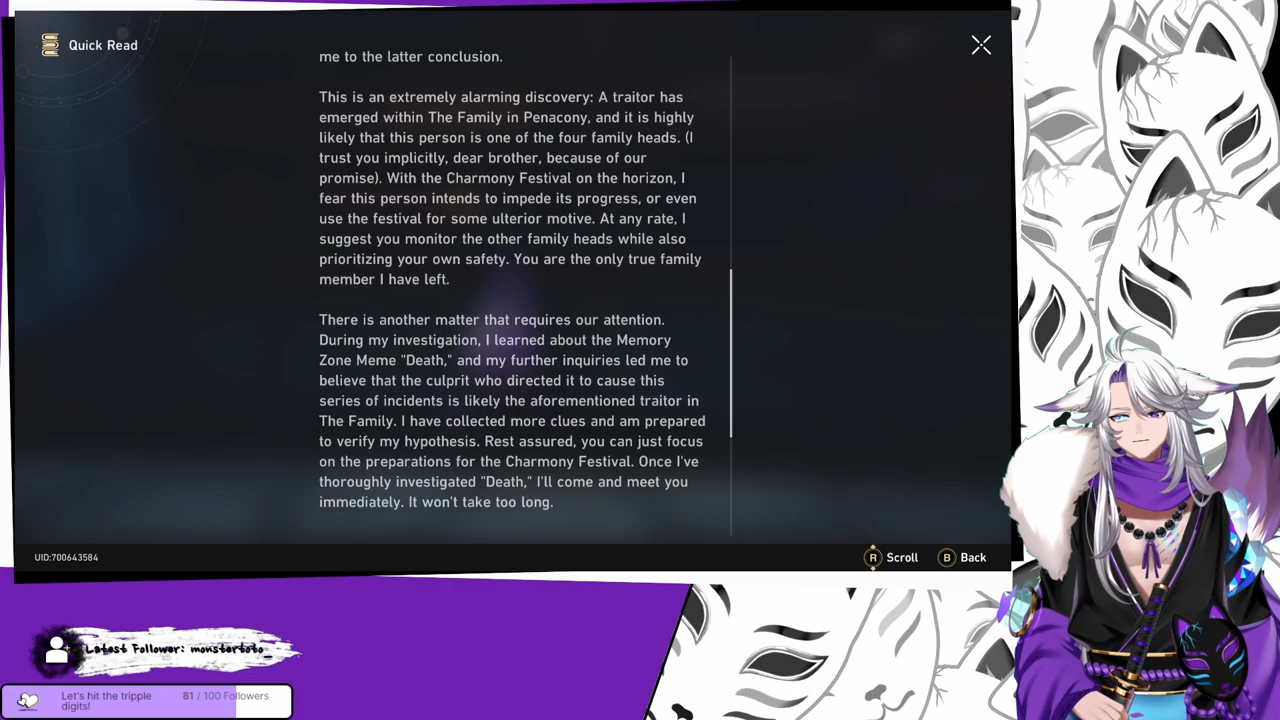 Quick Read
me to the latter conclusion.
This is an extremely alarming discovery: A traitor has
emerged within The Family in Penacony, and it is highly
likely that this person is one of the four family heads. (I
trust you implicitly, dear brother, because of our
promise). With the Charmony Festival on the horizon, I
fear this person intends to impede its progress, or even
use the festival for some ulterior motive. At any rate, I
suggest you monitor the other family heads while also
prioritizing your own safety. You are the only true family
member I have left.
There is another matter that requires our attention.
During my investigation, I learned about the Memory
Zone Meme "Death," and my further inquiries led me to
believe that the culprit who directed it to cause this
series of incidents is likely the aforementioned traitor in
The Family. I have collected more clues and am prepared
to verify my hypothesis. Rest assured, you can just focus
on the preparations for the Charmony Festival. Once I've
thoroughly investigated "Death," I'll come and meet you
immediately. It won't take too long.
UID:700643584
R Scroll B Back
Latest Follower: monstertoto_
Let's hit the tripple
digits!
81 / 100 Followers